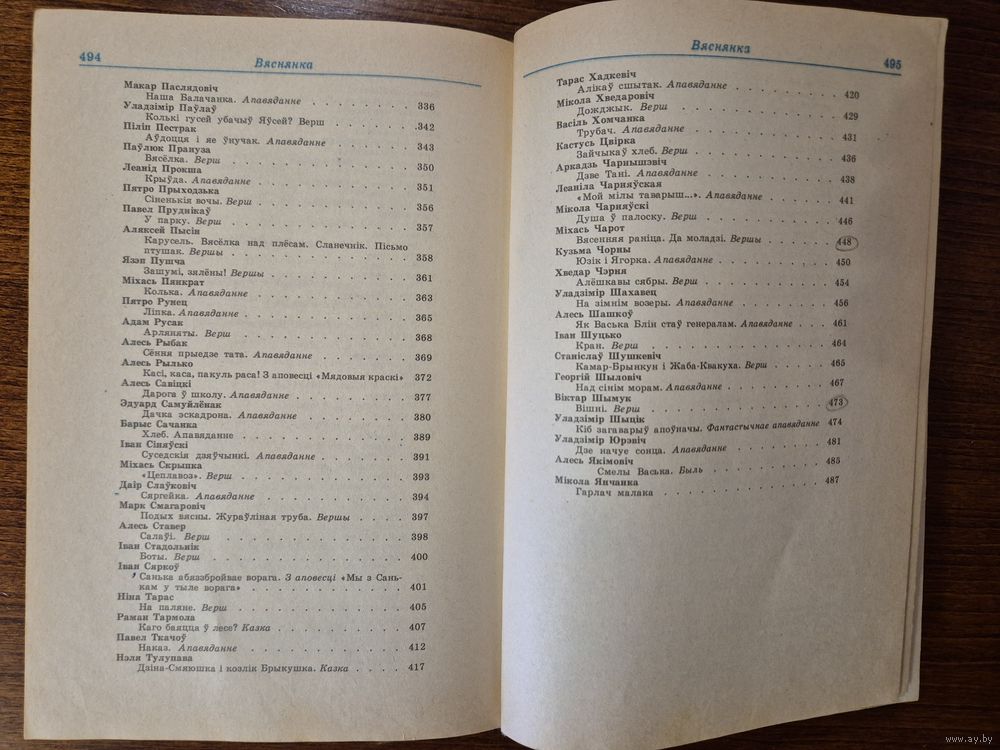 494
Вяснянка
Макар Паслядовіч
Наша Балачанка. Апавяданне . . . . . . . 336
Уладзімір Паўлаў
Колькі гусей убачыў Яўсей? Верш . . . . . . 342
Піліп Пестрак
Аўдоцця і яе ўнучак. Апавяданне . . . . . . 343
Паўлюк Прануза
Вясёлка. Верш . . . . . . . . . . 350
Леанід Прокша
Крыўда. Апавяданне . . . . . . . . . 351
Пятро Прыходзька
Сіненькія вочы. Верш . . . . . . . . . 356
Павел Пруднікаў
У парку. Верш . . . . . . . . . . 357
Аляксей Пысін
Карусель. Вясёлка над плёсам. Сланечнік. Пісьмо
птушак. Вершы . . . . . . . . . . 358
Язэп Пушча
Зашумі, зялёны! Вершы . . . . . . . . 361
Міхась Пянкрат
Колька. Апавяданне . . . . . . . . . 363
Пятро Рунец
Ліпка. Апавяданне . . . . . . . . . 365
Адам Русак
Арляняты. Верш . . . . . . . . . . 368
Алесь Рыбак
Сёння прыедзе тата. Апавяданне . . . . . . 369
Алесь Рылько
Касі, каса, пакуль раса! З аповесці «Мядовыя краскі» 372
Алесь Савіцкі
Дарога ў школу. Апавяданне . . . . . . . 377
Эдуард Самуйлёнак
Дачка эскадрона. Апавяданне . . . . . . . 380
Барыс Сачанка
Хлеб. Апавяданне . . . . . . . . . . 389
Іван Сіняўскі
Суседскія дзяўчынкі. Апавяданне . . . . . . 391
Міхась Скрыпка
«Цеплавоз». Верш . . . . . . . . . 393
Даір Слаўковіч
Сяргейка. Апавяданне . . . . . . . . . 394
Марк Смагаровіч
Подых вясны. Жураўліная труба. Вершы . . . . 397
Алесь Ставер
Салаўі. Верш . . . . . . . . . . 398
Іван Стадольнік
Боты. Верш . . . . . . . . . . . 400
Іван Сяркоў
Санька абяззбройвае ворага. З аповесці «Мы з Сань-
кам у тыле ворага» . . . . . . . . . 401
Ніна Тарас
На паляне. Верш . . . . . . . . . . 405
Раман Тармола
Каго баяцца ў лесе? Казка . . . . . . . . 407
Павел Ткачоў
Наказ. Апавяданне . . . . . . . . . 412
Нэля Тулупава
Дзіна-Смяюшка і козлік Брыкушка. Казка . . . . 417
Вяснянка
495
Тарас Хадкевіч
Алікаў сшытак. Апавяданне . . . . . . . 420
Мікола Хведаровіч
Дожджык. Верш . . . . . . . . . . 429
Васіль Хомчанка
Трубач. Апавяданне . . . . . . . . . 431
Кастусь Цвірка
Зайчыкаў хлеб. Верш . . . . . . . . . 436
Аркадзь Чарнышэвіч
Дзве Тані. Апавяданне . . . . . . . . 438
Леаніла Чарняўская
«Мой мілы таварыш...». Апавяданне . . . . . 441
Мікола Чарняўскі
Душа ў палоску. Верш . . . . . . . . 446
Міхась Чарот
Вясенняя раніца. Да моладзі. Вершы . . . . . 448
Кузьма Чорны
Юзік і Ягорка. Апавяданне . . . . . . . 450
Хведар Чэрня
Алёшкавы сябры. Верш . . . . . . . . 454
Уладзімір Шахавец
На зімнім возеры. Апавяданне . . . . . . . 456
Алесь Шашкоў
Як Васька Блін стаў генералам. Апавяданне . . . 461
Іван Шуцько
Кран. Верш . . . . . . . . . . . 464
Станіслаў Шушкевіч
Камар-Брынкун і Жаба-Квакуха. Верш . . . . 465
Георгій Шыловіч
Над сінім морам. Апавяданне . . . . . . . 467
Віктар Шымук
Вішні. Верш . . . . . . . . . . . 473
Уладзімір Шыцік
Кіб загаварыў апоўначы. Фантастычнае апавяданне 474
Уладзімір Юрэвіч
Дзе начуе сонца. Апавяданне . . . . . . . 481
Алесь Якімовіч
Смелы Васька. Быль . . . . . . . . . 485
Мікола Янчанка
Гарлач малака . . . . . . . . . . 487
www.ay.by